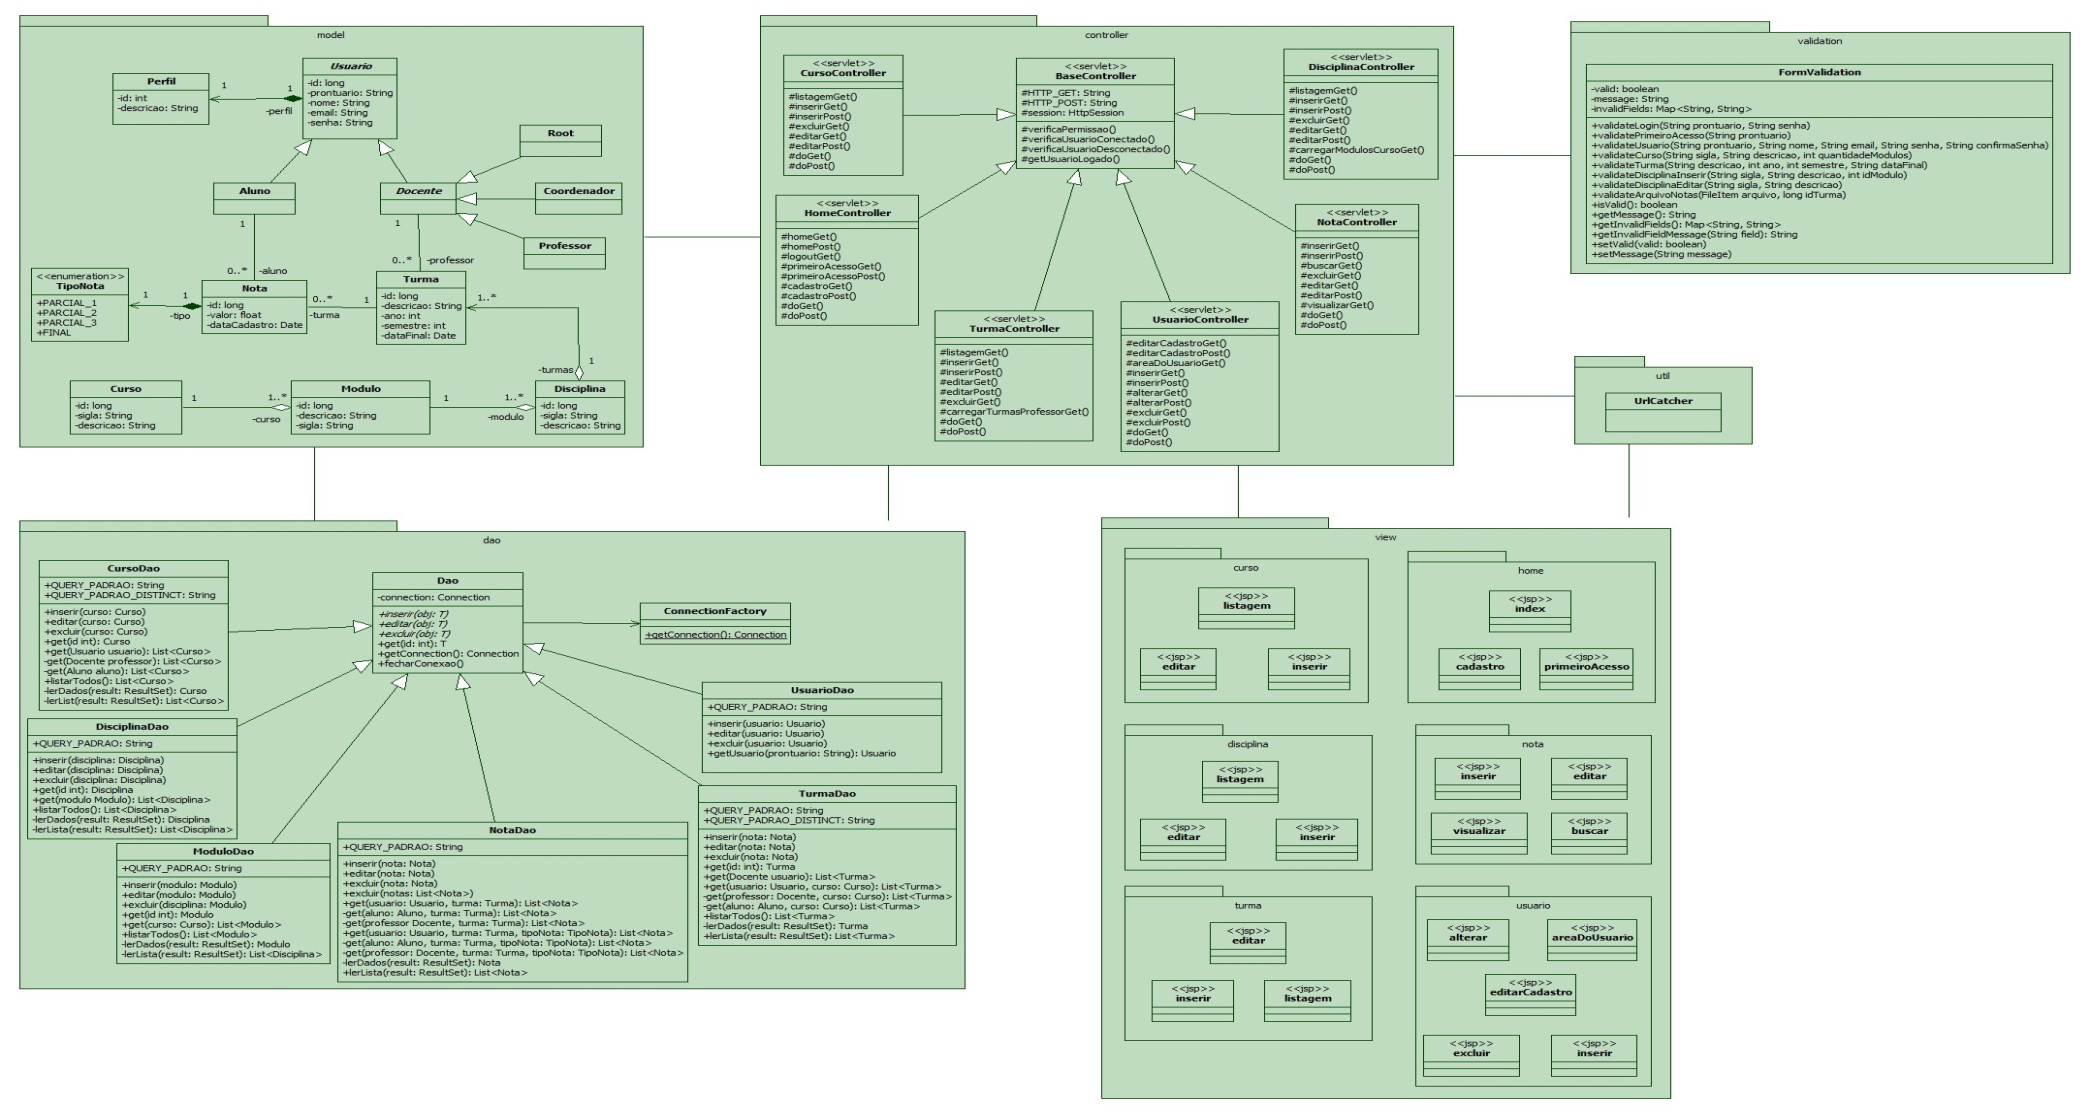 model
Perfil
-id: int
-descricao: String
1
1
-perfil
Usuario
-id: long
-prontuario: String
-nome: String
-email: String
-senha: String
Root
Aluno
Docente
Coordenador
Professor
1
1
0..*
-aluno
0..*
-professor
<<enumeration>>
TipoNota
+PARCIAL_1
+PARCIAL_2
+PARCIAL_3
+FINAL
1
1
-tipo
Nota
-id: long
-valor: float
-dataCadastro: Date
0..*
1
-turma
Turma
-id: long
-descricao: String
-ano: int
-semestre: int
-dataFinal: Date
1..*
1
-turmas
Curso
-id: long
-sigla: String
-descricao: String
1
1..*
-curso
Modulo
-id: long
-descricao: String
-sigla: String
1
1..*
-modulo
Disciplina
-id: long
-sigla: String
-descricao: String
controller
<<servlet>>
CursoController
#listagemGet()
#inserirGet()
#inserirPost()
#excluirGet()
#editarGet()
#editarPost()
#doGet()
#doPost()
<<servlet>>
BaseController
#HTTP_GET: String
#HTTP_POST: String
#session: HttpSession
#verificaPermissao()
#verificaUsuarioConectado()
#verificaUsuarioDesconectado()
#getUsuarioLogado()
<<servlet>>
DisciplinaController
#listagemGet()
#inserirGet()
#inserirPost()
#excluirGet()
#editarGet()
#editarPost()
#carregarModulosCursoGet()
#doGet()
#doPost()
<<servlet>>
HomeController
#homeGet()
#homePost()
#logoutGet()
#primeiroAcessoGet()
#primeiroAcessoPost()
#cadastroGet()
#cadastroPost()
#doGet()
#doPost()
<<servlet>>
NotaController
#inserirGet()
#inserirPost()
#buscarGet()
#excluirGet()
#editarGet()
#editarPost()
#visualizarGet()
#doGet()
#doPost()
<<servlet>>
TurmaController
#listagemGet()
#inserirGet()
#inserirPost()
#editarGet()
#editarPost()
#excluirGet()
#carregarTurmasProfessorGet()
#doGet()
#doPost()
<<servlet>>
UsuarioController
#editarCadastroGet()
#editarCadastroPost()
#areaDoUsuarioGet()
#inserirGet()
#inserirPost()
#alterarGet()
#alterarPost()
#excluirGet()
#excluirPost()
#doGet()
#doPost()
validation
FormValidation
-valid: boolean
-message: String
-invalidFields: Map<String, String>
+validateLogin(String prontuario, String senha)
+validatePrimeiroAcesso(String prontuario)
+validateUsuario(String prontuario, String nome, String email, String senha, String confirmaSenha)
+validateCurso(String sigla, String descricao, int quantidadeModulos)
+validateTurma(String descricao, int ano, int semestre, String dataFinal)
+validateDisciplinaInserir(String sigla, String descricao, int idModulo)
+validateDisciplinaEditar(String sigla, String descricao)
+validateArquivoNotas(FileItem arquivo, long idTurma)
+isValid(): boolean
+getMessage(): String
+getInvalidFields(): Map<String, String>
+getInvalidFieldMessage(String field): String
+setValid(valid: boolean)
+setMessage(String message)
util
UrlCatcher
dao
CursoDao
+QUERY_PADRAO: String
+QUERY_PADRAO_DISTINCT: String
+inserir(curso: Curso)
+editar(curso: Curso)
+excluir(curso: Curso)
+get(id int): Curso
+get(Usuario usuario): List<Curso>
-get(Docente professor): List<Curso>
-get(Aluno aluno): List<Curso>
+listarTodos(): List<Curso>
-lerDados(result: ResultSet): Curso
-lerList(result: ResultSet): List<Curso>
Dao
-connection: Connection
+inserir(obj: T)
+editar(obj: T)
+excluir(obj: T)
+get(id: int): T
+getConnection(): Connection
+fecharConexao()
ConnectionFactory
+getConnection(): Connection
DisciplinaDao
+QUERY_PADRAO: String
+inserir(disciplina: Disciplina)
+editar(disciplina: Disciplina)
+excluir(disciplina: Disciplina)
+get(id int): Disciplina
+get(modulo Modulo): List<Disciplina>
+listarTodos(): List<Disciplina>
-lerDados(result: ResultSet): Disciplina
-lerLista(result: ResultSet): List<Disciplina>
UsuarioDao
+QUERY_PADRAO: String
+inserir(usuario: Usuario)
+editar(usuario: Usuario)
+excluir(usuario: Usuario)
+getUsuario(prontuario: String): Usuario
ModuloDao
+QUERY_PADRAO: String
+inserir(modulo: Modulo)
+editar(modulo: Modulo)
+excluir(disciplina: Modulo)
+get(id int): Modulo
+get(curso: Curso): List<Modulo>
+listarTodos(): List<Modulo>
-lerDados(result: ResultSet): Modulo
-lerLista(result: ResultSet): List<Disciplina>
NotaDao
+QUERY_PADRAO: String
+inserir(nota: Nota)
+editar(nota: Nota)
+excluir(nota: Nota)
+excluir(notas: List<Nota>)
+get(usuario: Usuario, turma: Turma): List<Nota>
-get(aluno: Aluno, turma: Turma): List<Nota>
-get(professor Docente, turma: Turma): List<Nota>
+get(usuario: Usuario, turma: Turma, tipoNota: TipoNota): List<Nota>
-get(aluno: Aluno, turma: Turma, tipoNota: TipoNota): List<Nota>
-get(professor: Docente, turma: Turma, tipoNota: TipoNota): List<Nota>
-lerDados(result: ResultSet): Nota
+lerLista(result: ResultSet): List<Nota>
TurmaDao
+QUERY_PADRAO: String
+QUERY_PADRAO_DISTINCT: String
+inserir(nota: Nota)
+editar(nota: Nota)
+excluir(nota: Nota)
+get(id: int): Turma
+get(Docente usuario): List<Turma>
+get(usuario: Usuario, curso: Curso): List<Turma>
-get(professor: Docente, curso: Curso): List<Turma>
-get(aluno: Aluno, curso: Curso): List<Turma>
+listarTodos(): List<Turma>
-lerDados(result: ResultSet): Turma
+lerLista(result: ResultSet): List<Turma>
view
curso
<<jsp>>
listagem
<<jsp>>
editar
<<jsp>>
inserir
home
<<jsp>>
index
<<jsp>>
cadastro
<<jsp>>
primeiroAcesso
disciplina
<<jsp>>
listagem
<<jsp>>
editar
<<jsp>>
inserir
nota
<<jsp>>
inserir
<<jsp>>
editar
<<jsp>>
visualizar
<<jsp>>
buscar
turma
<<jsp>>
editar
<<jsp>>
inserir
<<jsp>>
listagem
usuario
<<jsp>>
alterar
<<jsp>>
areaDoUsuario
<<jsp>>
editarCadastro
<<jsp>>
excluir
<<jsp>>
inserir